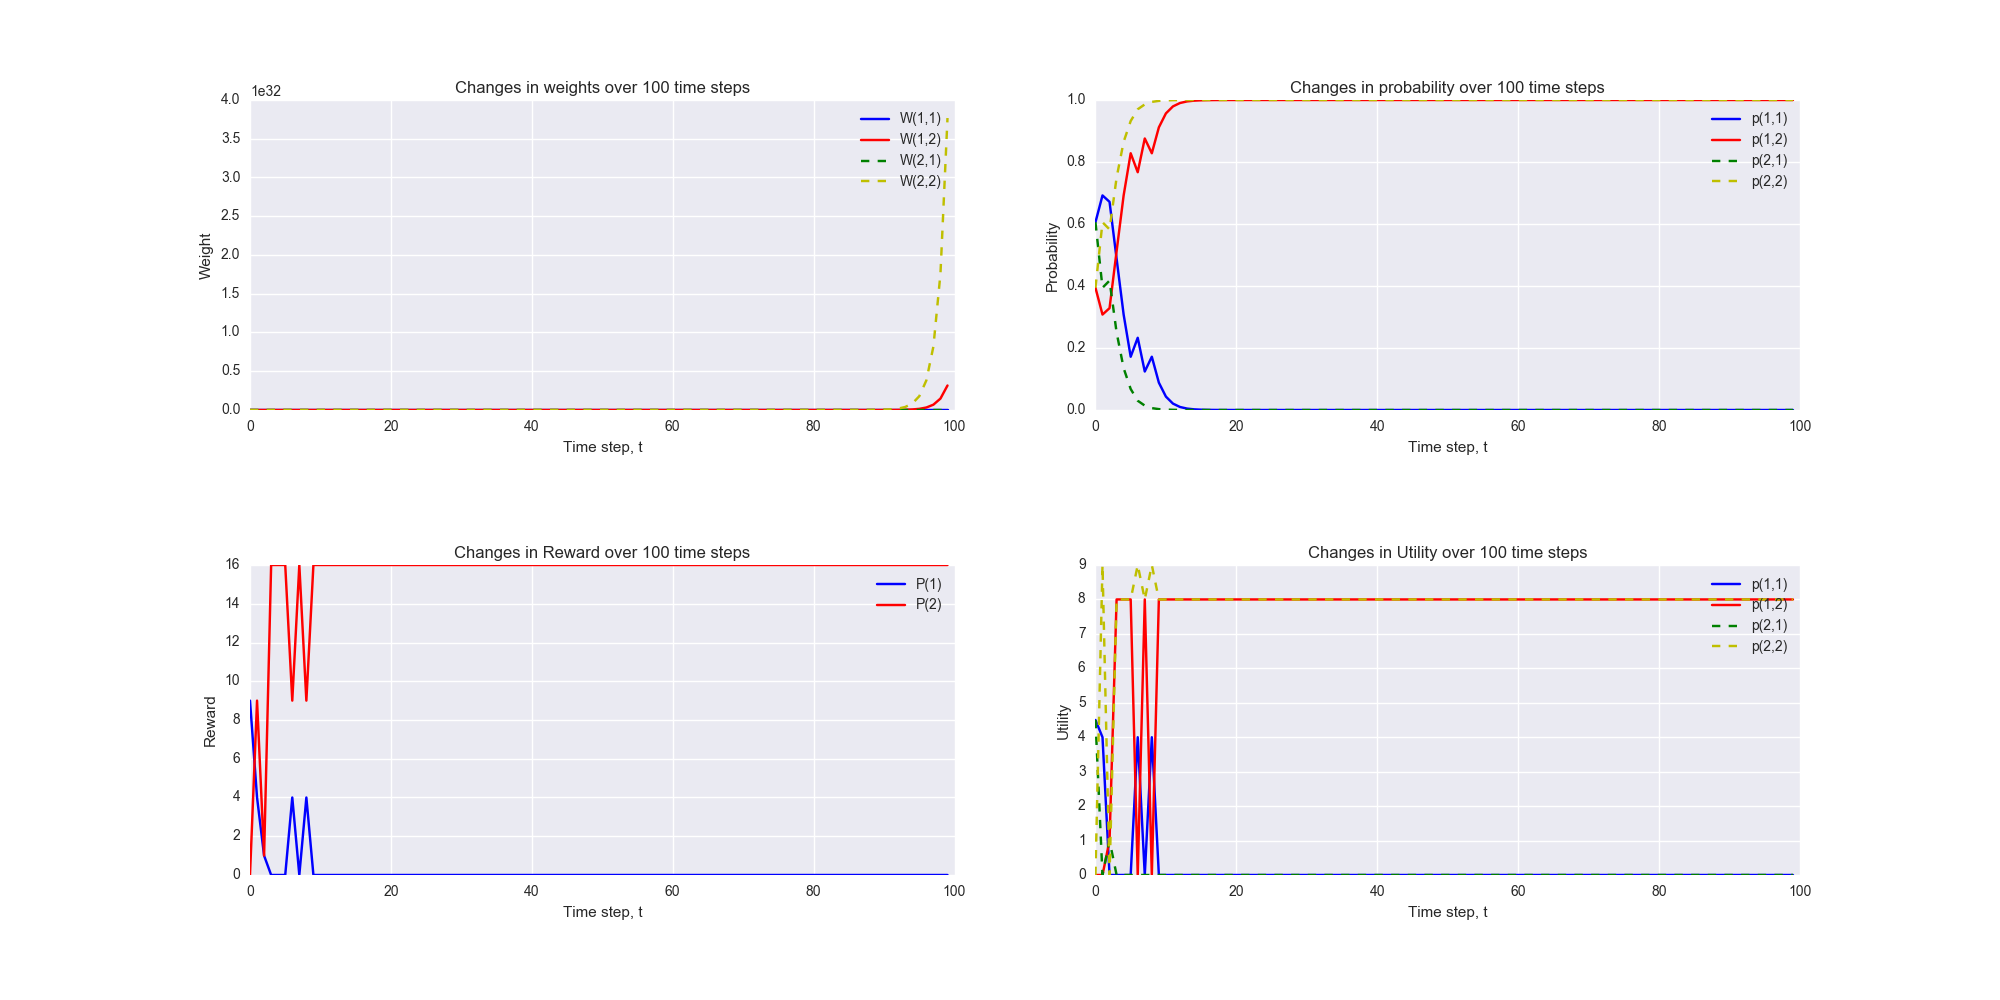 Changes in weights over 100 time steps
1e32
4.0
3.5
3.0
2.5
2.0
1.5
1.0
0.5
0.0
Weight
0 20 40 60 80 100
Time step, t
W(1,1)
W(1,2)
W(2,1)
W(2,2)
Changes in probability over 100 time steps
1.0
0.8
0.6
0.4
0.2
0.0
Probability
0 20 40 60 80 100
Time step, t
p(1,1)
p(1,2)
p(2,1)
p(2,2)
Changes in Reward over 100 time steps
16
14
12
10
8
6
4
2
0
Reward
0 20 40 60 80 100
Time step, t
P(1)
P(2)
Changes in Utility over 100 time steps
9
8
7
6
5
4
3
2
1
0
Utility
0 20 40 60 80 100
Time step, t
p(1,1)
p(1,2)
p(2,1)
p(2,2)